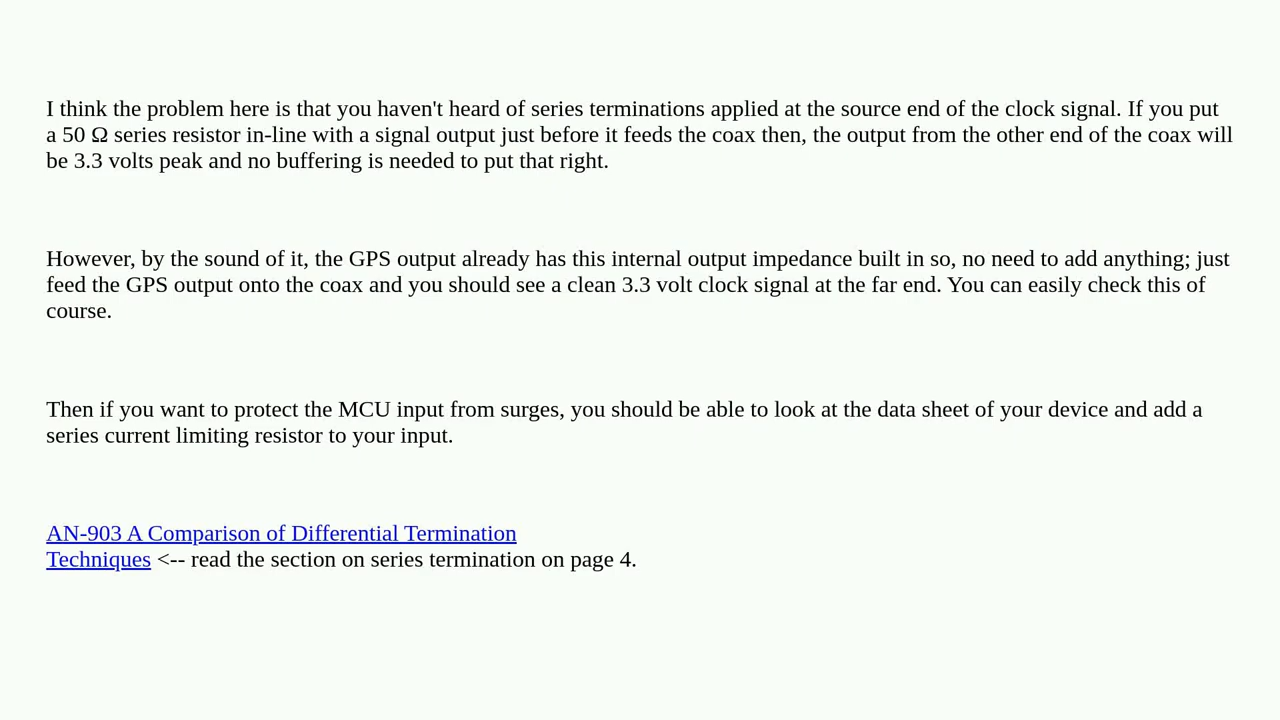 I think the problem here is that you haven't heard of series terminations applied at the source end of the clock signal. If you put
a 50 Ω series resistor in-line with a signal output just before it feeds the coax then, the output from the other end of the coax will
be 3.3 volts peak and no buffering is needed to put that right.
However, by the sound of it, the GPS output already has this internal output impedance built in so, no need to add anything; just
feed the GPS output onto the coax and you should see a clean 3.3 volt clock signal at the far end. You can easily check this of
course.
Then if you want to protect the MCU input from surges, you should be able to look at the data sheet of your device and add a
series current limiting resistor to your input.
AN-903 A Comparison of Differential Termination
Techniques <-- read the section on series termination on page 4.